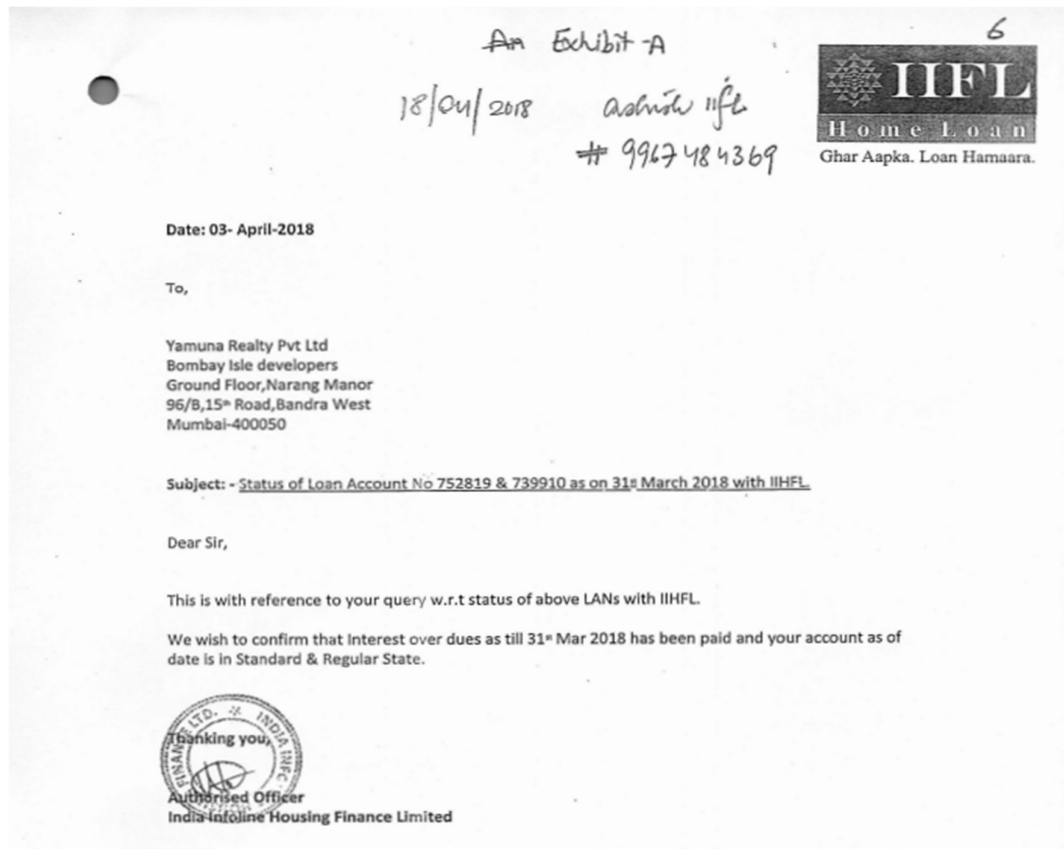 An Exhibit-A
6
18/04/2018 ashish iifl
# 9967484369
IIFL
Home Loan
Ghar Aapka. Loan Hamaara.
Date: 03- April-2018
To,
Yamuna Realty Pvt Ltd
Bombay Isle developers
Ground Floor,Narang Manor
96/B,15th Road,Bandra West
Mumbai-400050
Subject: - Status of Loan Account No 752819 & 739910 as on 31st March 2018 with IIHFL.
Dear Sir,
This is with reference to your query w.r.t status of above LANs with IIHFL.
We wish to confirm that Interest over dues as till 31st Mar 2018 has been paid and your account as of
date is in Standard & Regular State.
FINANCE LTD. * INDIA INFO
Thanking you,
Authorised Officer
India Infoline Housing Finance Limited